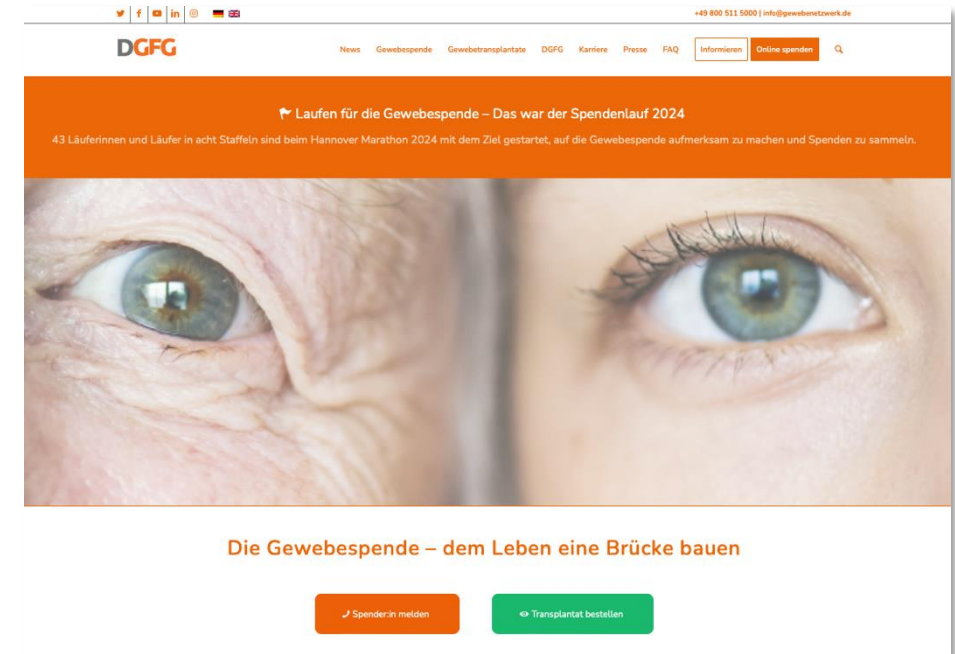 +49 800 511 5000 | info@gewebenetzwerk.de
DGFG
News Gewebespende Gewebetransplantate DGFG Karriere Presse FAQ Informieren Online spenden
Laufen für die Gewebespende – Das war der Spendenlauf 2024
43 Läuferinnen und Läufer in acht Staffeln sind beim Hannover Marathon 2024 mit dem Ziel gestartet, auf die Gewebespende aufmerksam zu machen und Spenden zu sammeln.
Die Gewebespende – dem Leben eine Brücke bauen
Spender:in melden Transplantat bestellen